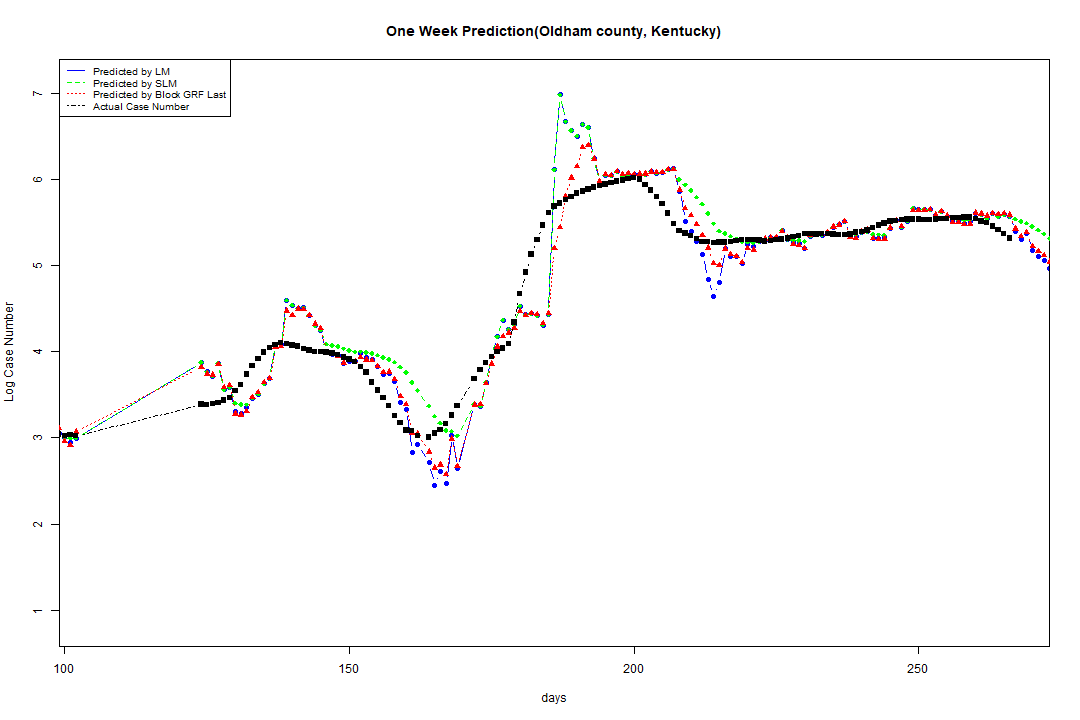 One Week Prediction(Oldham county, Kentucky)
Predicted by LM
Predicted by SLM
Predicted by Block GRF Last
Actual Case Number
Log Case Number
7
6
5
4
3
2
1
100 150 200 250
days